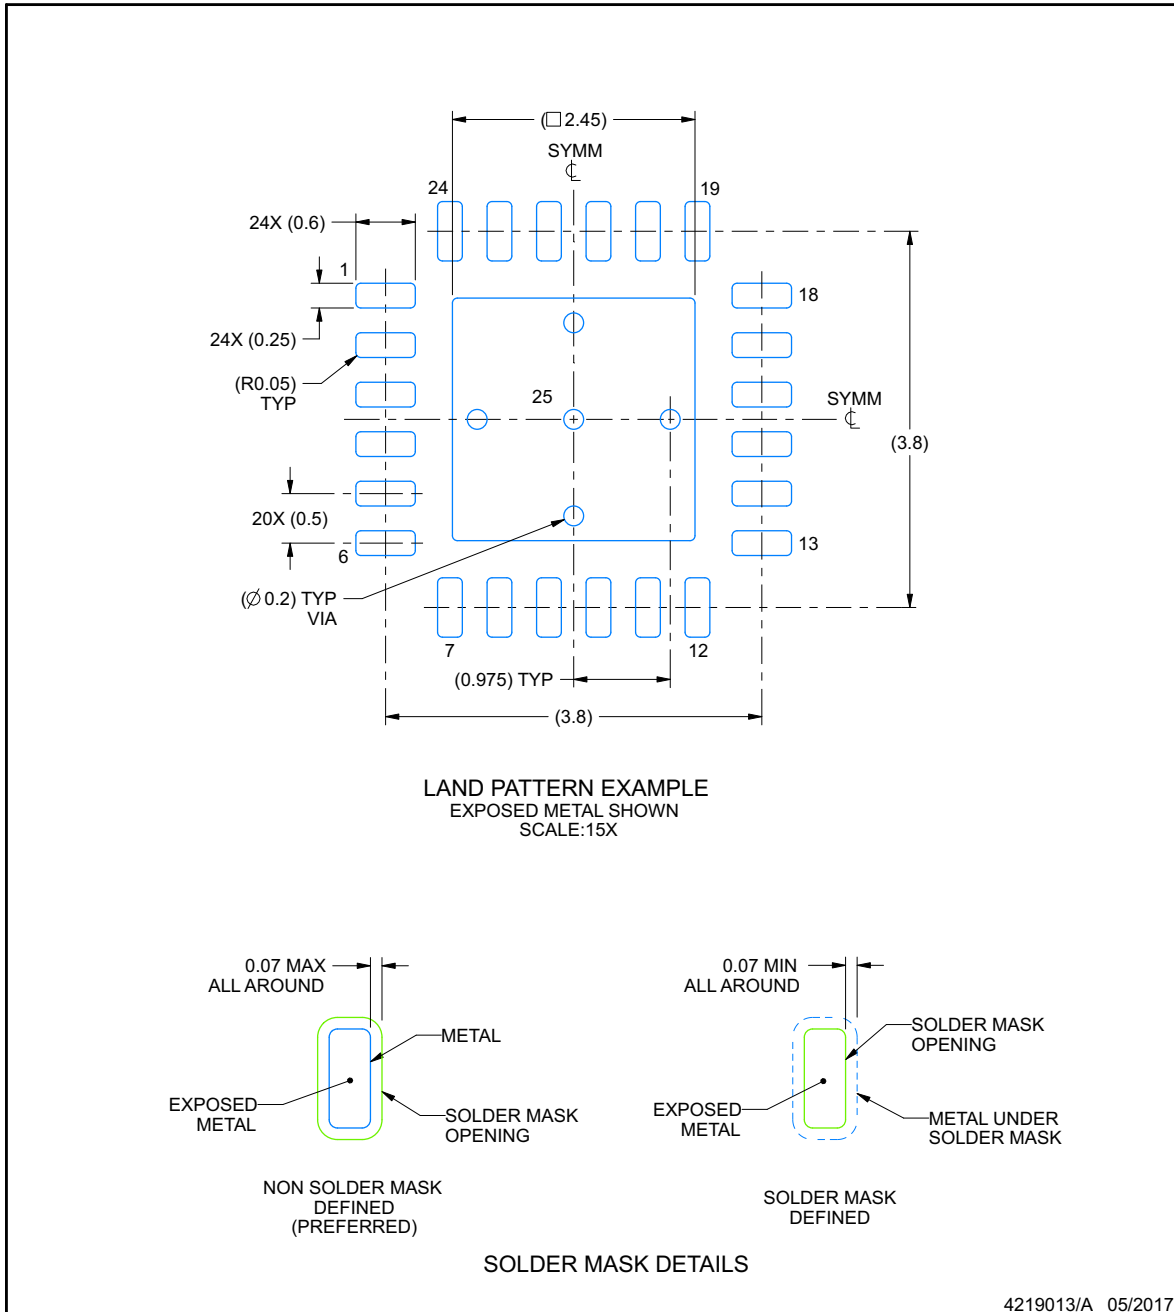 (□ 2.45)
SYMM
℄
24
19
24X (0.6)
1
18
24X (0.25)
(R0.05)
TYP
25
SYMM
℄
(3.8)
20X (0.5)
6
13
(∅ 0.2) TYP
VIA
7
12
(0.975) TYP
(3.8)
LAND PATTERN EXAMPLE
EXPOSED METAL SHOWN
SCALE:15X
0.07 MAX
ALL AROUND
METAL
EXPOSED
METAL
SOLDER MASK
OPENING
NON SOLDER MASK
DEFINED
(PREFERRED)
0.07 MIN
ALL AROUND
SOLDER MASK
OPENING
EXPOSED
METAL
METAL UNDER
SOLDER MASK
SOLDER MASK
DEFINED
SOLDER MASK DETAILS
4219013/A 05/2017